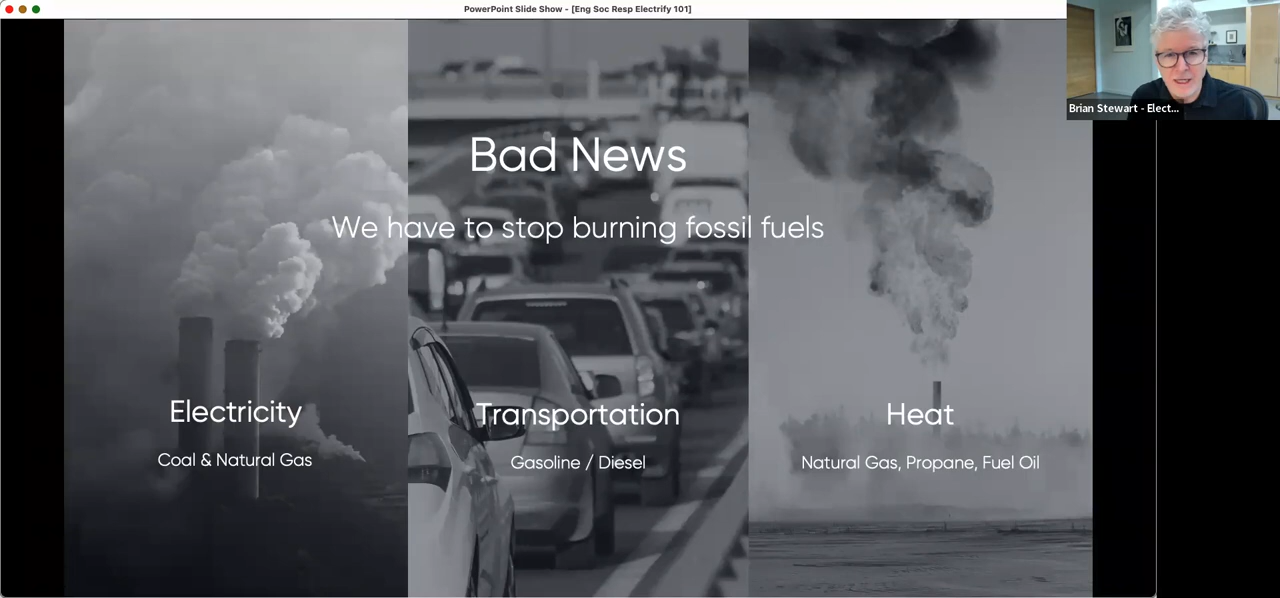 PowerPoint Slide Show - [Eng Soc Resp Electrify 101]
Brian Stewart - Elect...
Bad News
We have to stop burning fossil fuels
Electricity
Coal & Natural Gas
Transportation
Gasoline / Diesel
Heat
Natural Gas, Propane, Fuel Oil